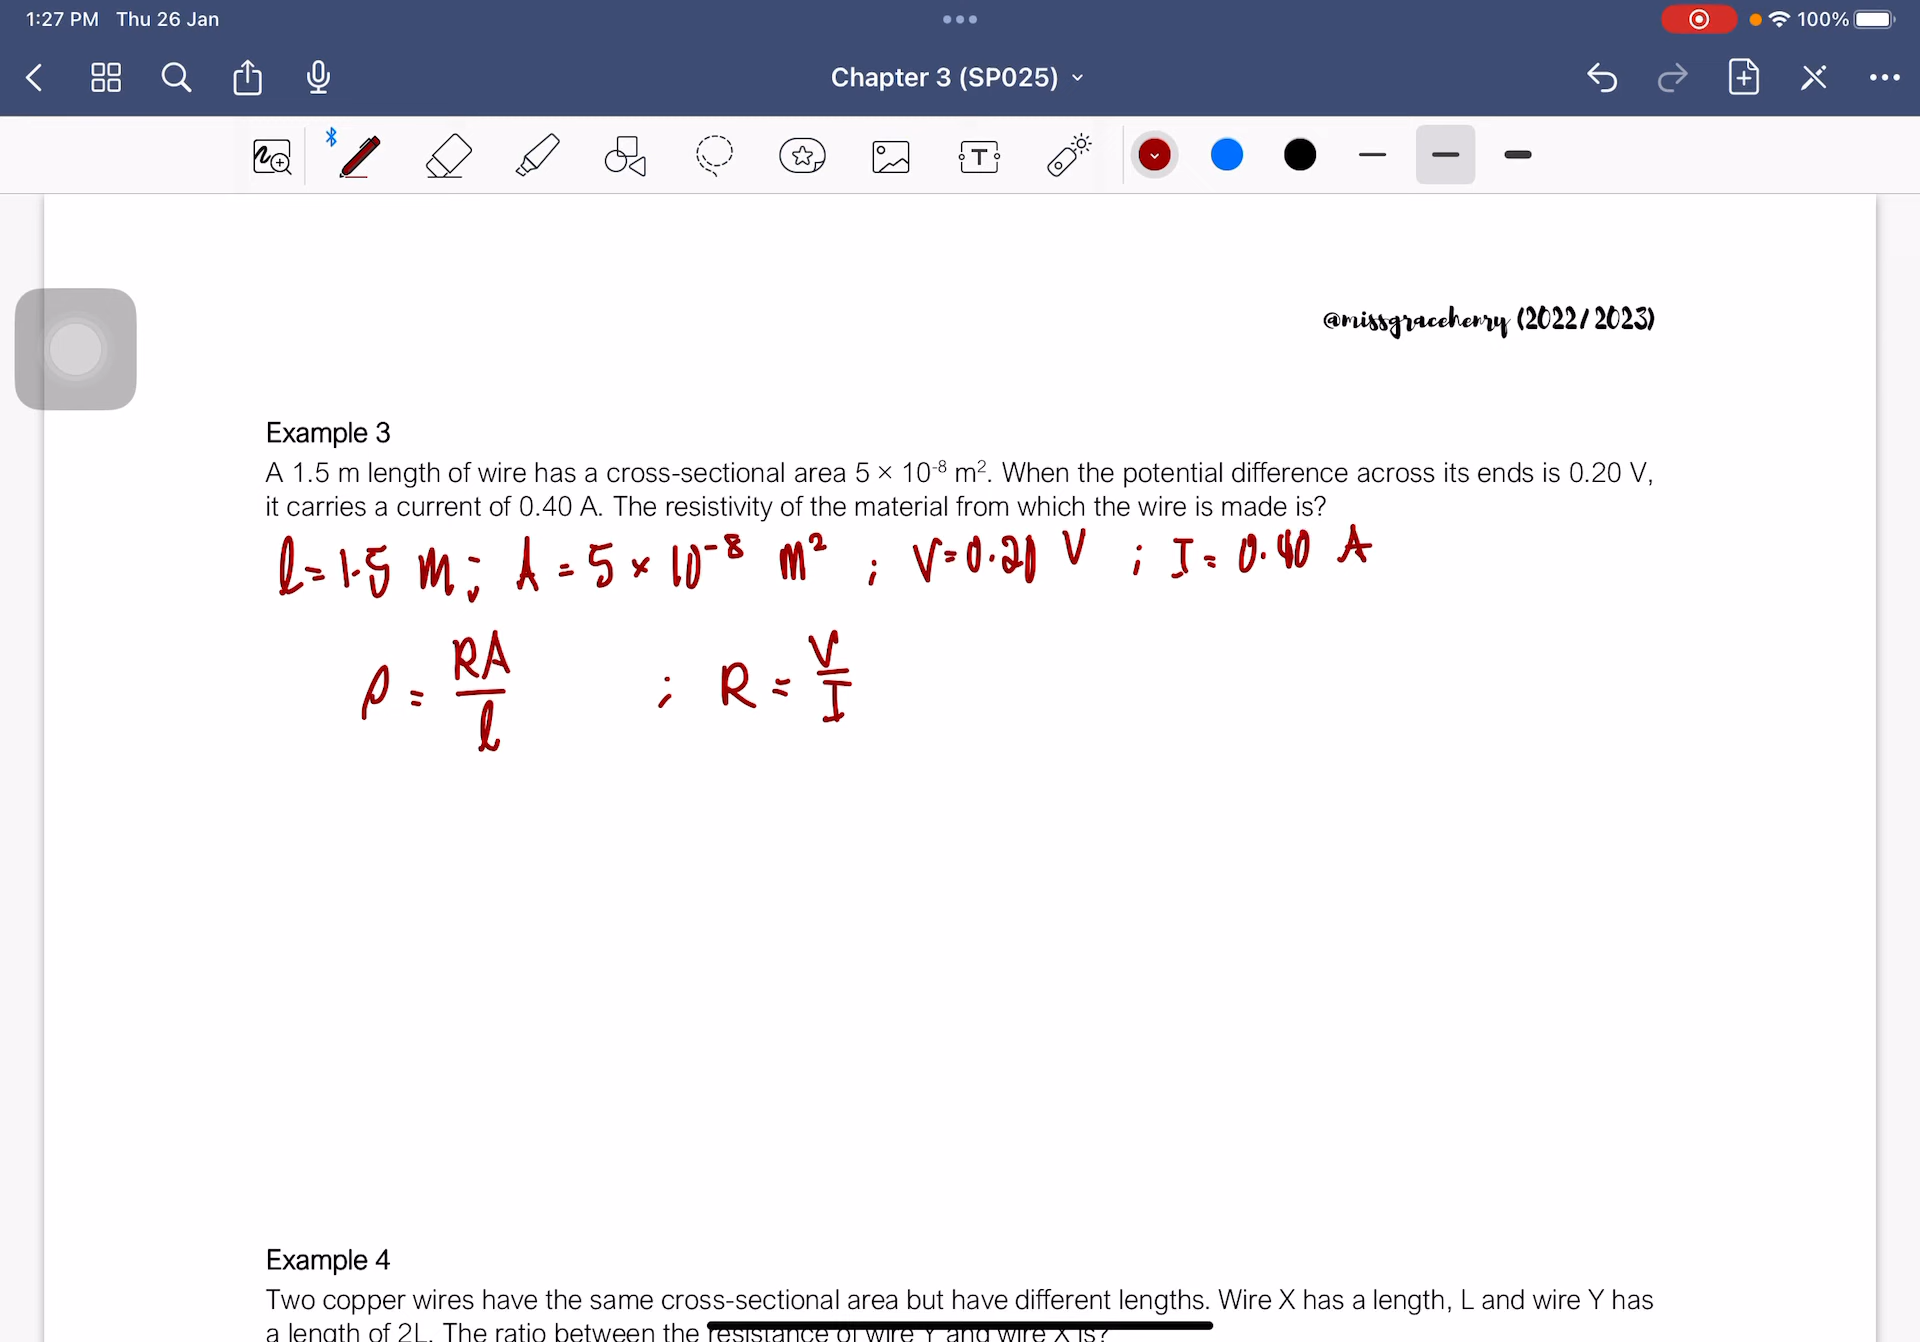 1:27 PM Thu 26 Jan
100%
Chapter 3 (SP025)
T
@missgracehenry (2022/2023)
Example 3
A 1.5 m length of wire has a cross-sectional area 5 × 10⁻⁸ m². When the potential difference across its ends is 0.20 V,
it carries a current of 0.40 A. The resistivity of the material from which the wire is made is?
l = 1.5 m ; A = 5 × 10⁻⁸ m² ; V = 0.20 V ; I = 0.40 A
ρ = RA/l ; R = V/I
Example 4
Two copper wires have the same cross-sectional area but have different lengths. Wire X has a length, L and wire Y has
a length of 2L. The ratio between the resistance of wire Y and wire X is?